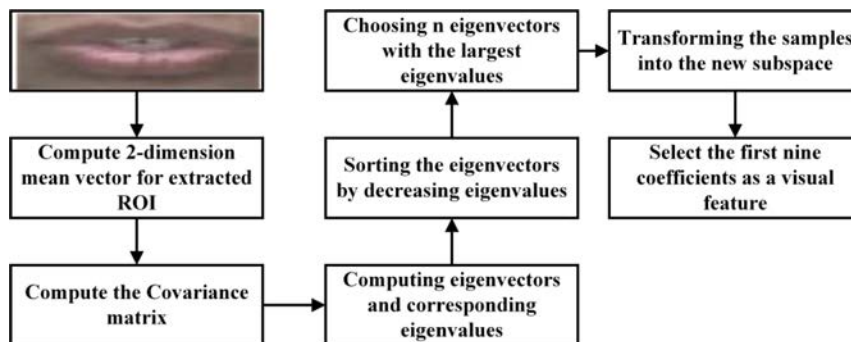 Compute 2-dimension
mean vector for extracted
ROI
Compute the Covariance
matrix
Computing eigenvectors
and corresponding
eigenvalues
Sorting the eigenvectors
by decreasing eigenvalues
Choosing n eigenvectors
with the largest
eigenvalues
Transforming the samples
into the new subspace
Select the first nine
coefficients as a visual
feature